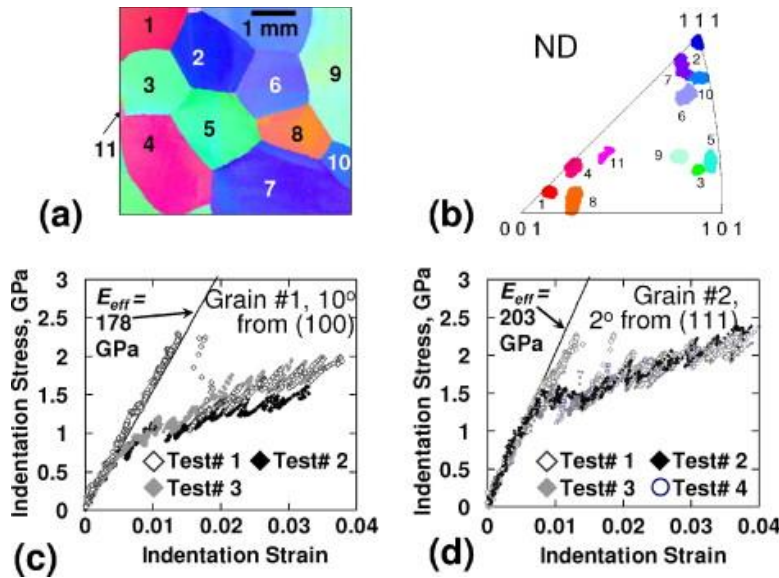 1
1 mm
2
3
6
9
5
8
11
4
10
7
(a)
ND
1 1 1
2
7
10
6
5
9
3
11
4
1
8
0 0 1
1 0 1
(b)
Indentation Stress, GPa
3
2.5
2
1.5
1
0.5
0
E_eff =
178
GPa
Grain #1, 10º
from (100)
Test# 1
Test# 2
Test# 3
0
0.01
0.02
0.03
0.04
Indentation Strain
(c)
Indentation Stress, GPa
3
2.5
2
1.5
1
0.5
0
E_eff =
203
GPa
Grain #2,
2º from (111)
Test# 1
Test# 2
Test# 3
Test# 4
0
0.01
0.02
0.03
0.04
Indentation Strain
(d)